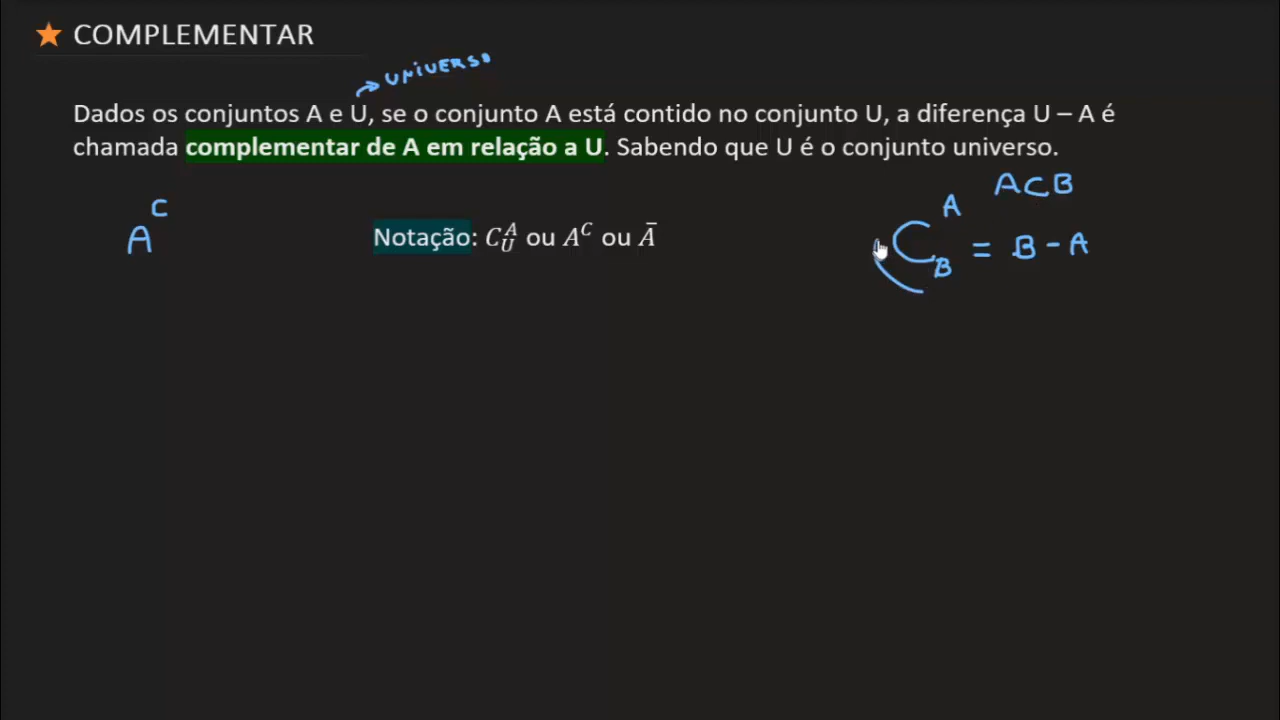 COMPLEMENTAR
UNIVERSO
Dados os conjuntos A e U, se o conjunto A está contido no conjunto U, a diferença U – A é
chamada complementar de A em relação a U. Sabendo que U é o conjunto universo.
A ⊂ B
A^C
Notação: C_U^A ou A^C ou Ā
C_B^A = B - A